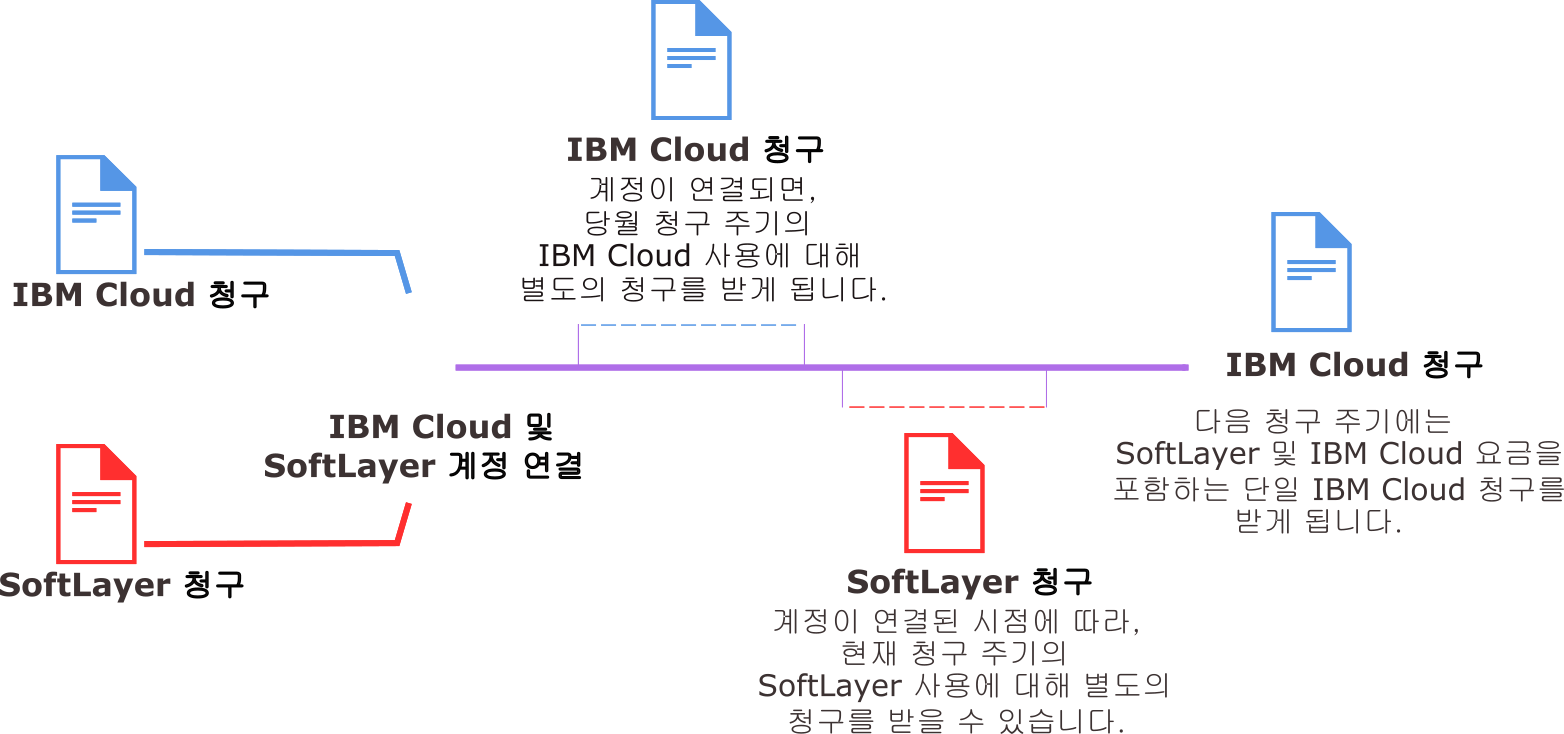 IBM Cloud 청구
SoftLayer 청구
IBM Cloud 및
SoftLayer 계정 연결
IBM Cloud 청구
계정이 연결되면,
당월 청구 주기의
IBM Cloud 사용에 대해
별도의 청구를 받게 됩니다.
SoftLayer 청구
계정이 연결된 시점에 따라,
현재 청구 주기의
SoftLayer 사용에 대해 별도의
청구를 받을 수 있습니다.
IBM Cloud 청구
다음 청구 주기에는
SoftLayer 및 IBM Cloud 요금을
포함하는 단일 IBM Cloud 청구를
받게 됩니다.